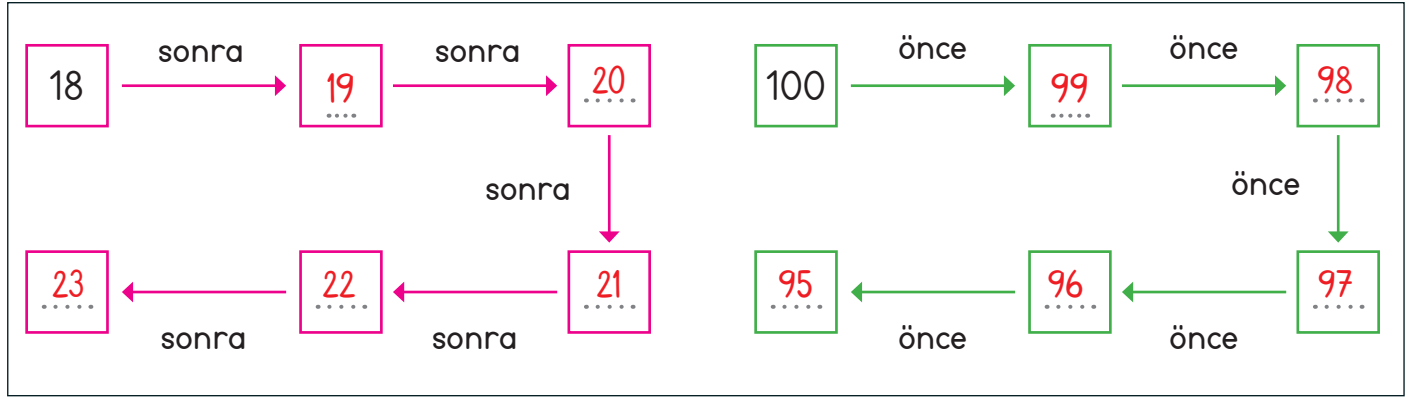 sonra sonra önce önce
18 19 20 100 99 98
sonra önce
23 22 21 95 96 97
sonra sonra önce önce